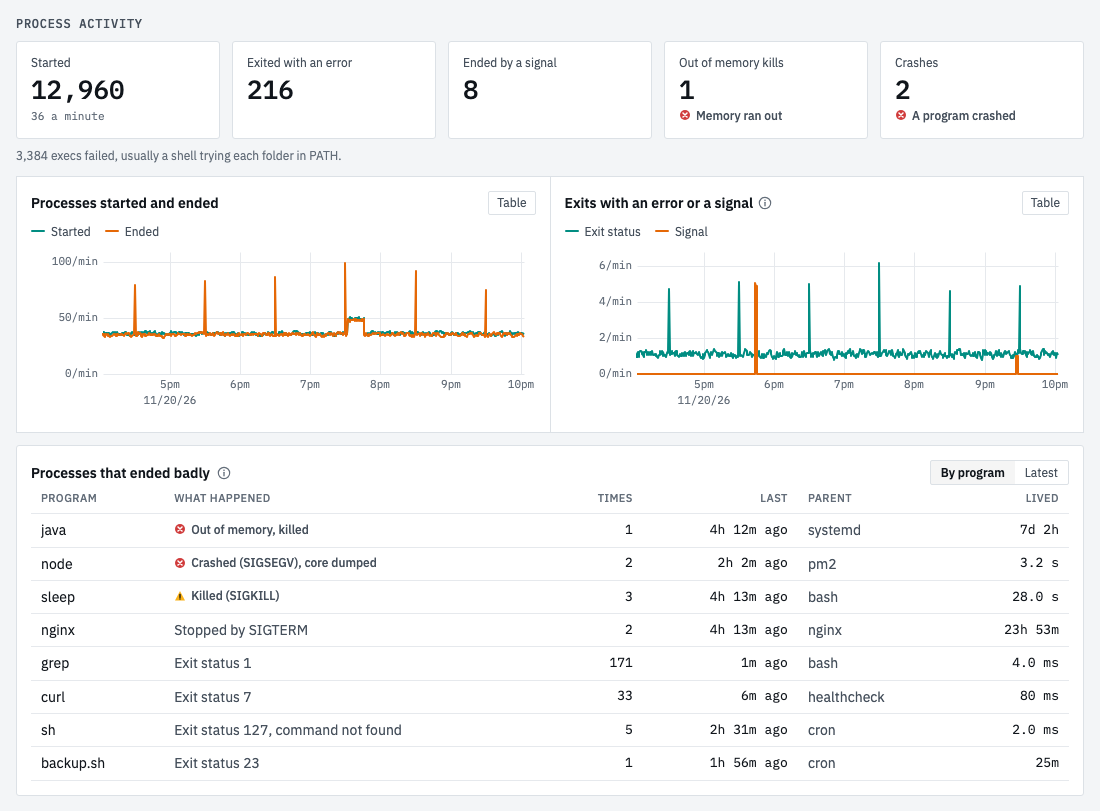 PROCESS ACTIVITY
Started
12,960
36 a minute
Exited with an error
216
Ended by a signal
8
Out of memory kills
1
Memory ran out
Crashes
2
A program crashed
3,384 execs failed, usually a shell trying each folder in PATH.
Processes started and ended
Table
Started Ended
100/min
50/min
0/min
5pm 6pm 7pm 8pm 9pm 10pm
11/20/26
Exits with an error or a signal
Table
Exit status Signal
6/min
4/min
2/min
0/min
5pm 6pm 7pm 8pm 9pm 10pm
11/20/26
Processes that ended badly
By program Latest
PROGRAM WHAT HAPPENED TIMES LAST PARENT LIVED
java Out of memory, killed 1 4h 12m ago systemd 7d 2h
node Crashed (SIGSEGV), core dumped 2 2h 2m ago pm2 3.2 s
sleep Killed (SIGKILL) 3 4h 13m ago bash 28.0 s
nginx Stopped by SIGTERM 2 4h 13m ago nginx 23h 53m
grep Exit status 1 171 1m ago bash 4.0 ms
curl Exit status 7 33 6m ago healthcheck 80 ms
sh Exit status 127, command not found 5 2h 31m ago cron 2.0 ms
backup.sh Exit status 23 1 1h 56m ago cron 25m